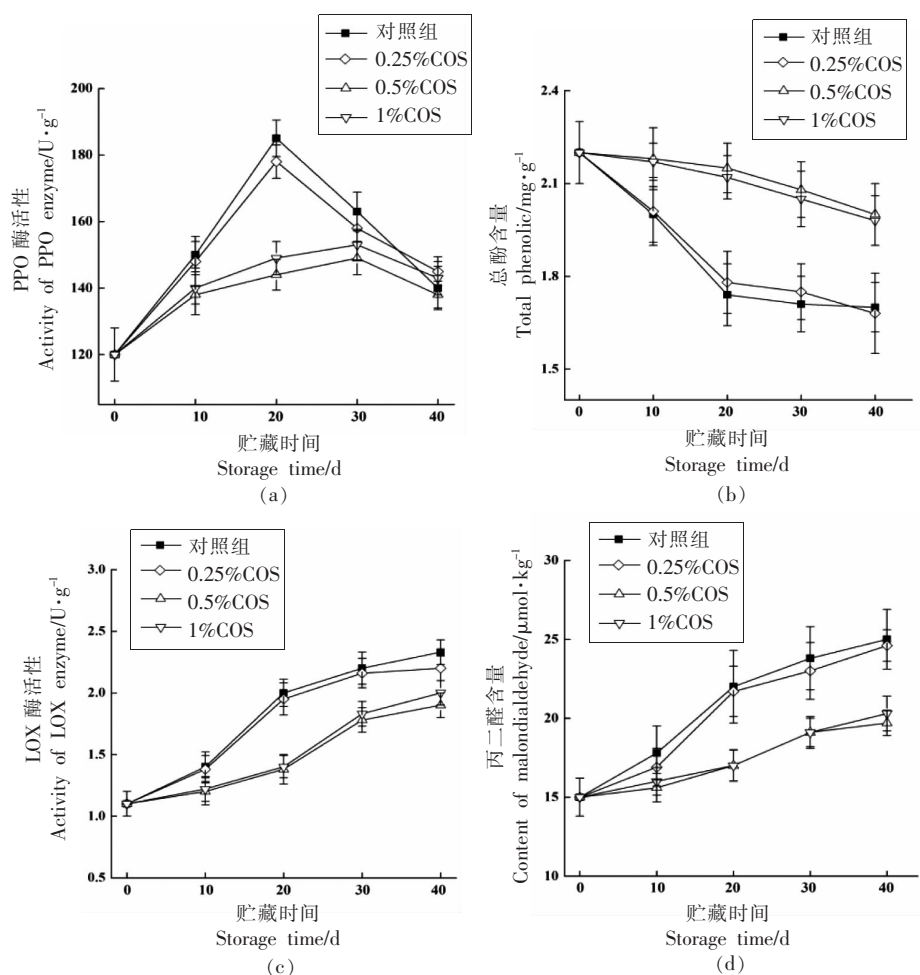 对照组
0.25%COS
0.5%COS
1%COS
200
180
160
140
120
PPO 酶活性
Activity of PPO enzyme/U·g⁻¹
0 10 20 30 40
贮藏时间
Storage time/d
(a)
对照组
0.25%COS
0.5%COS
1%COS
2.4
2.1
1.8
1.5
总酚含量
Total phenolic/mg·g⁻¹
0 10 20 30 40
贮藏时间
Storage time/d
(b)
对照组
0.25%COS
0.5%COS
1%COS
3.0
2.5
2.0
1.5
1.0
0.5
LOX 酶活性
Activity of LOX enzyme/U·g⁻¹
0 10 20 30 40
贮藏时间
Storage time/d
(c)
对照组
0.25%COS
0.5%COS
1%COS
30
25
20
15
10
丙二醛含量
Content of malondialdehyde/μmol·kg⁻¹
0 10 20 30 40
贮藏时间
Storage time/d
(d)